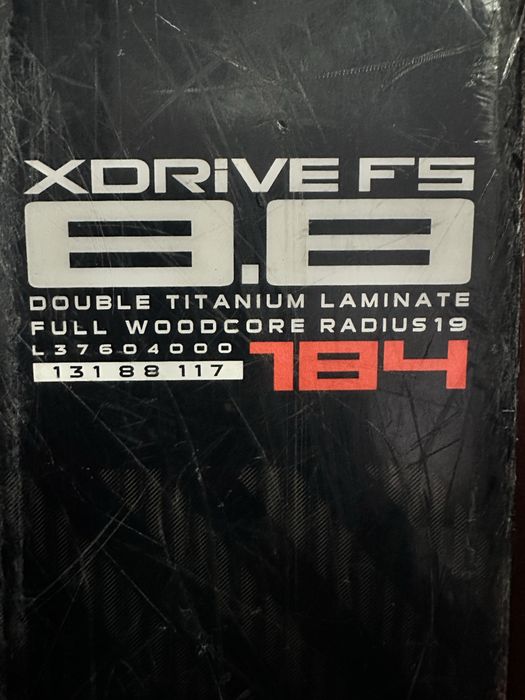 XDRiVE FS
8.8
DOUBLE TITANIUM LAMINATE
FULL WOODCORE RADIUS19
L37604000
131 88 117
184